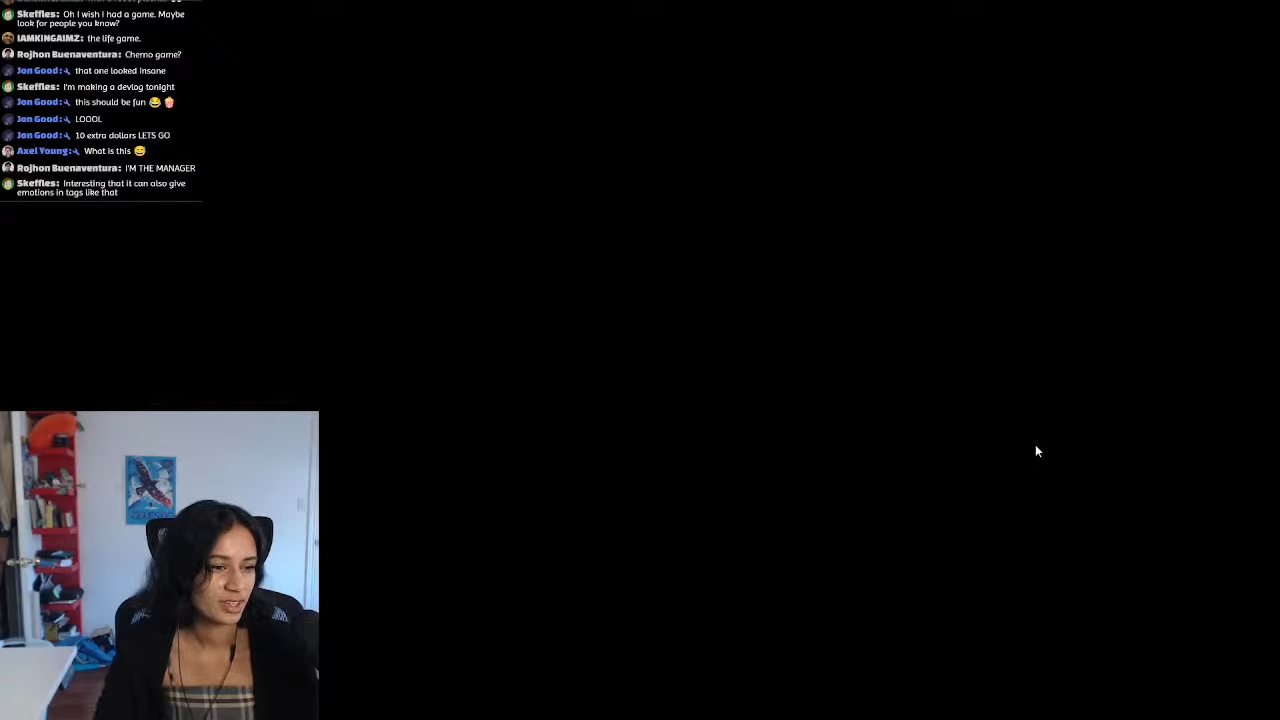 Skeffles: Oh I wish I had a game. Maybe
look for people you know?
IAMKINGAIMZ: the life game.
Rojhon Buenaventura: Cherno game?
Jon Good: that one looked insane
Skeffles: I'm making a devlog tonight
Jon Good: this should be fun 😂 🍿
Jon Good: LOOOL
Jon Good: 10 extra dollars LETS GO
Axel Young: What is this 😅
Rojhon Buenaventura: I'M THE MANAGER
Skeffles: Interesting that it can also give
emotions in tags like that